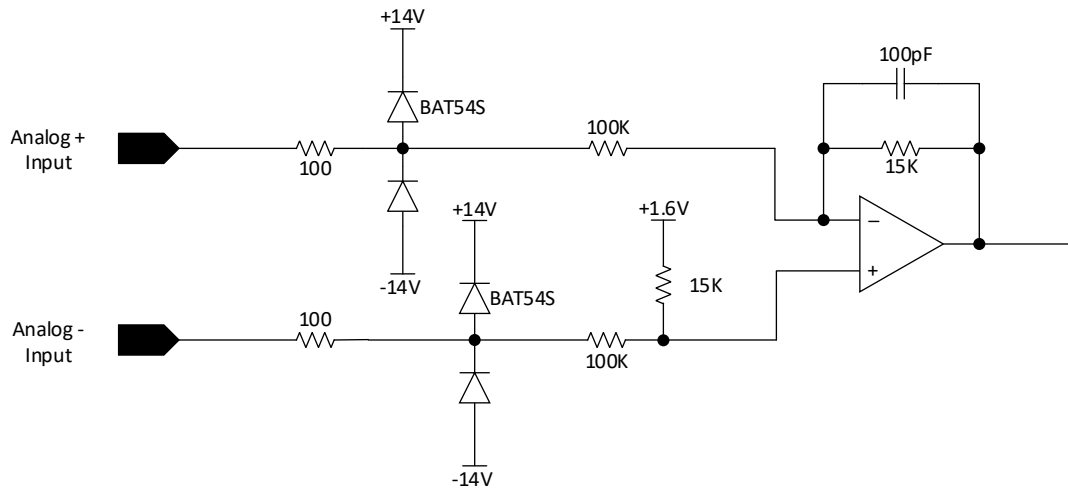 +14V
100pF
BAT54S
Analog +
Input
100
100K
15K
+14V
+1.6V
-14V
BAT54S
15K
Analog -
Input
100
100K
-14V
−
+